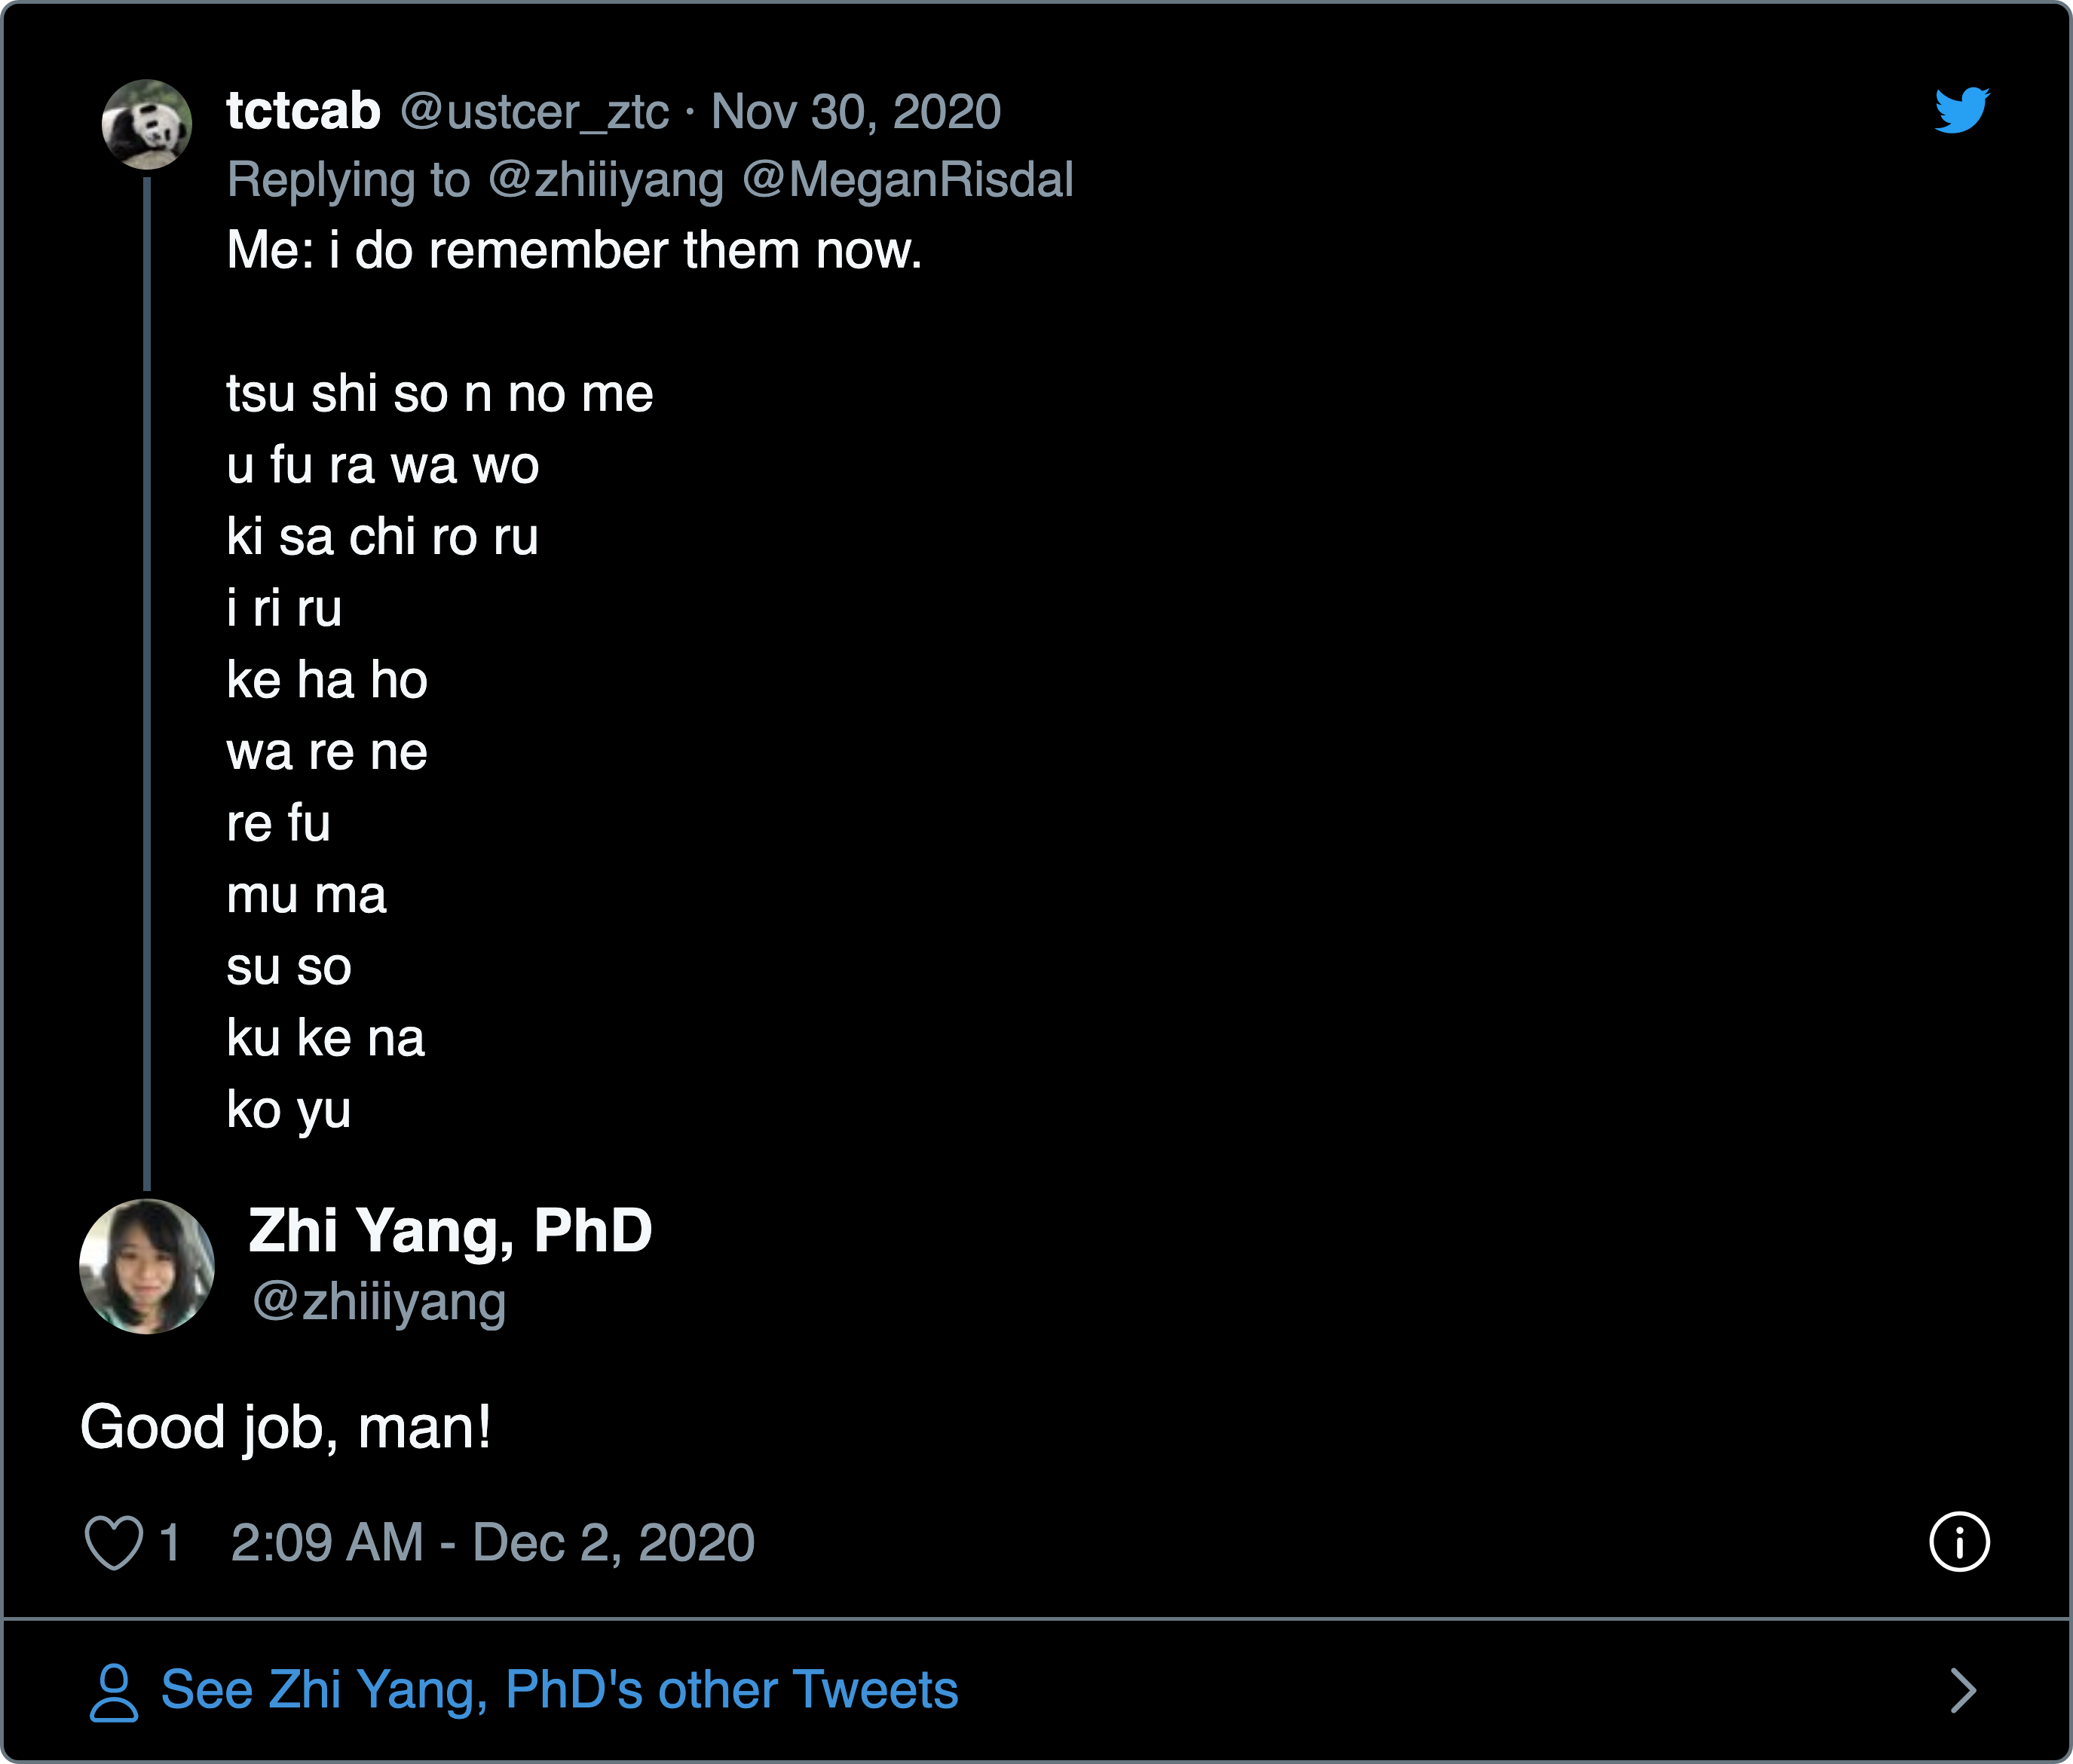 tctcab @ustcer_ztc · Nov 30, 2020
Replying to @zhiiiyang @MeganRisdal
Me: i do remember them now.
tsu shi so n no me
u fu ra wa wo
ki sa chi ro ru
i ri ru
ke ha ho
wa re ne
re fu
mu ma
su so
ku ke na
ko yu
Zhi Yang, PhD
@zhiiiyang
Good job, man!
1 2:09 AM - Dec 2, 2020
See Zhi Yang, PhD's other Tweets